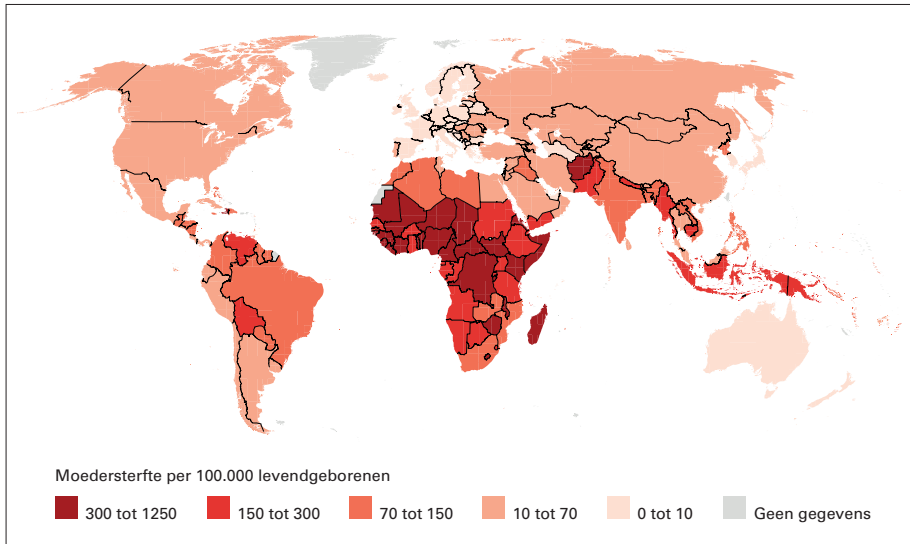 Moedersterfte per 100.000 levendgeborenen
300 tot 1250 150 tot 300 70 tot 150 10 tot 70 0 tot 10 Geen gegevens